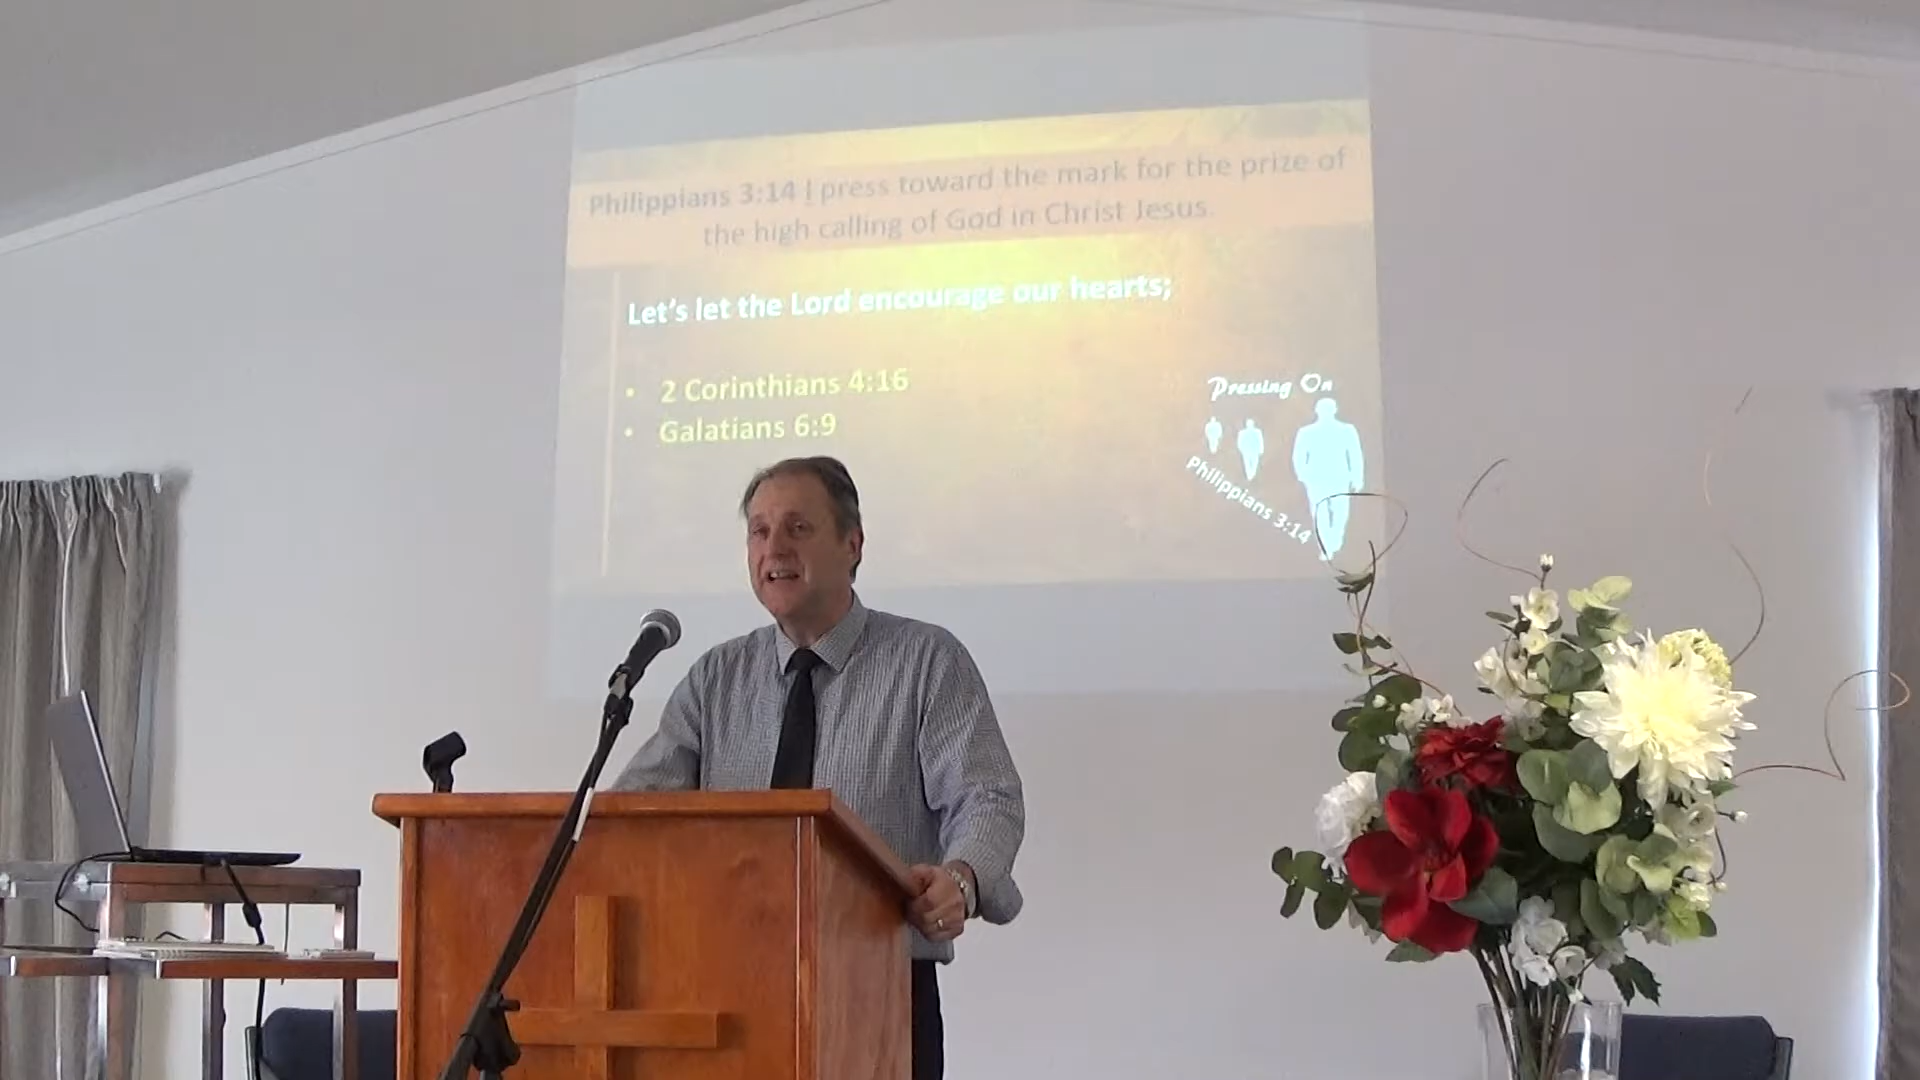 Philippians 3:14 I press toward the mark for the prize of
the high calling of God in Christ Jesus.
Let's let the Lord encourage our hearts;
• 2 Corinthians 4:16
• Galatians 6:9
Pressing On
Philippians 3:14